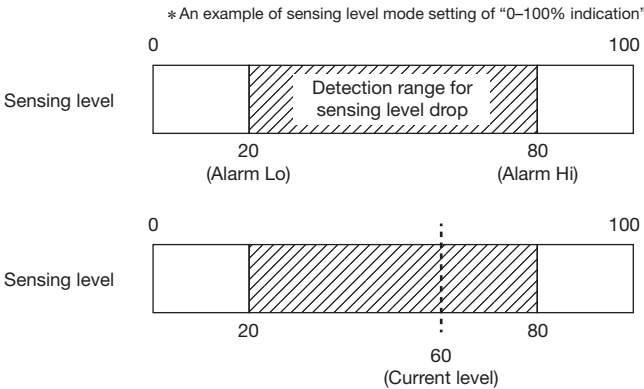 * An example of sensing level mode setting of “0–100% indication”
0 100
Sensing level
Detection range for
sensing level drop
20 80
(Alarm Lo) (Alarm Hi)
0 100
Sensing level
20 80
60
(Current level)